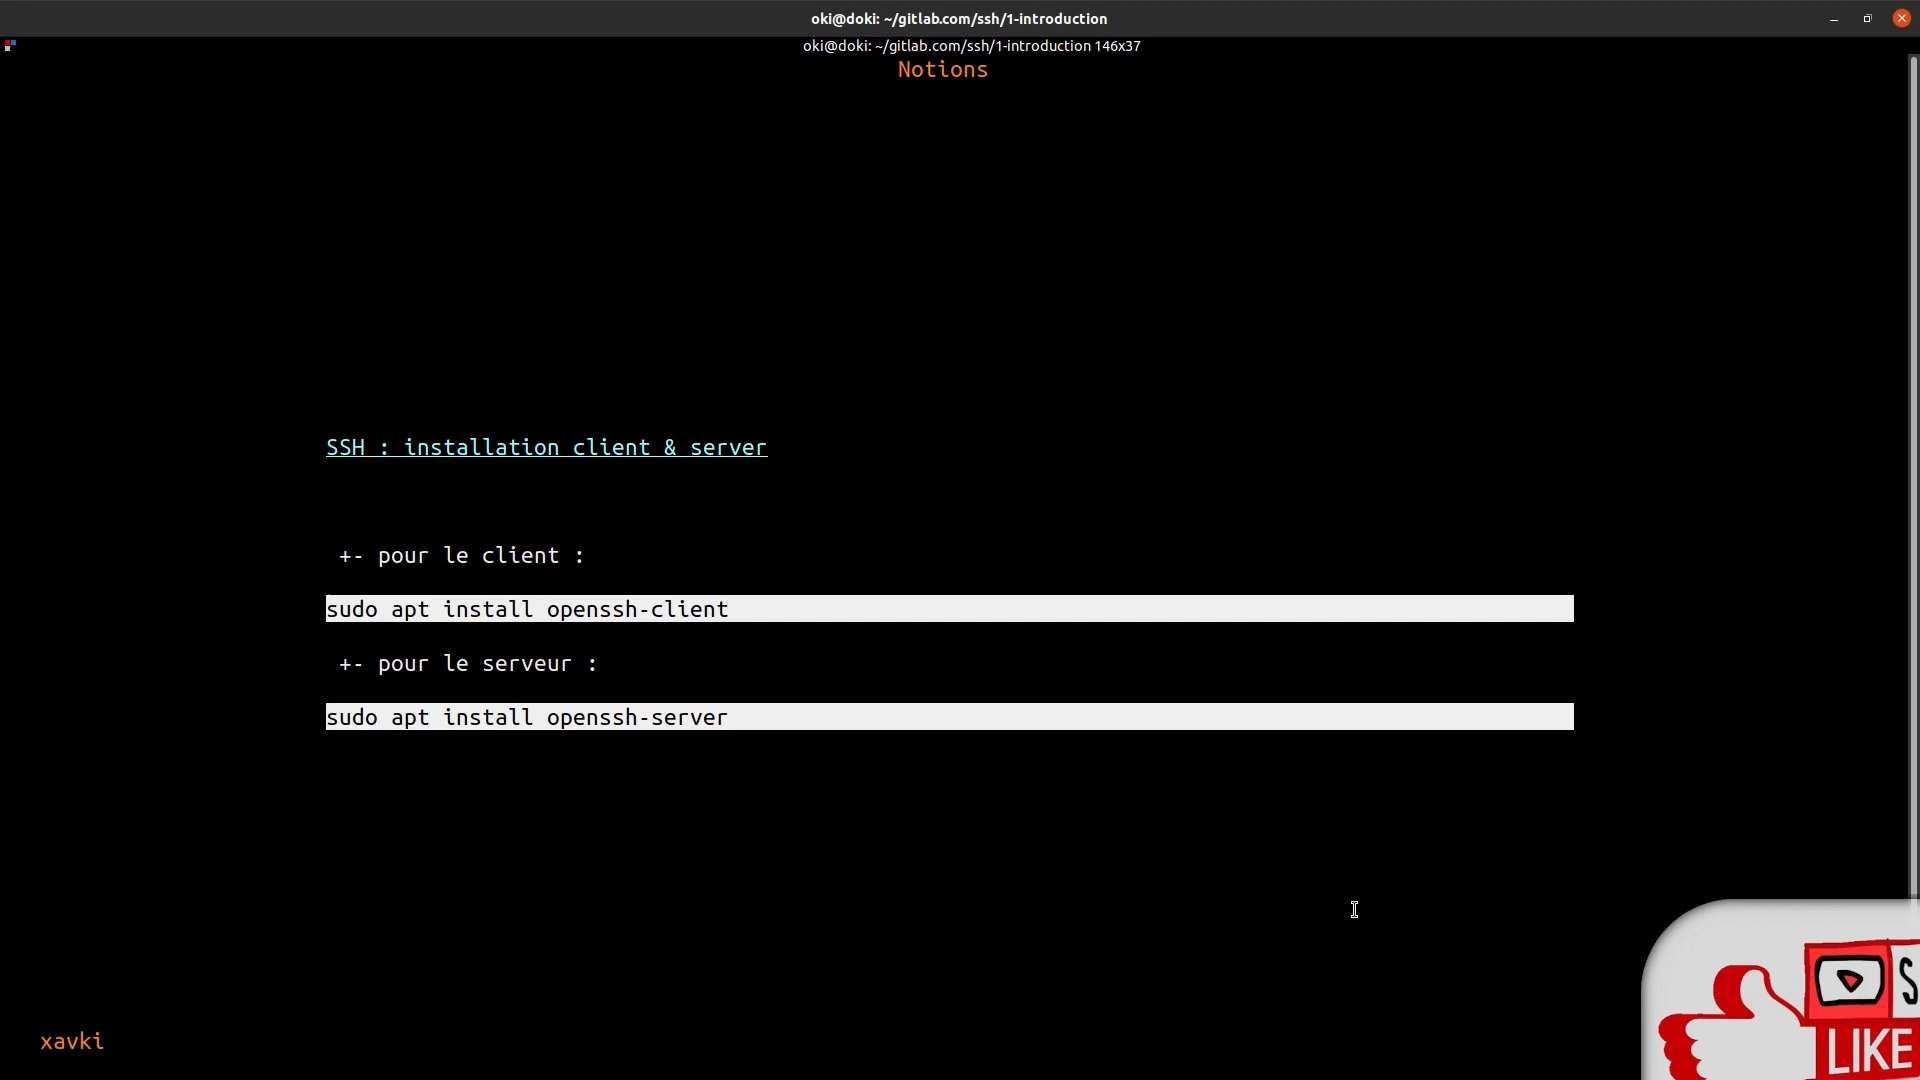 oki@doki: ~/gitlab.com/ssh/1-introduction
oki@doki: ~/gitlab.com/ssh/1-introduction 146x37
Notions
SSH : installation client & server
+- pour le client :
sudo apt install openssh-client
+- pour le serveur :
sudo apt install openssh-server
xavki
S
LIKE